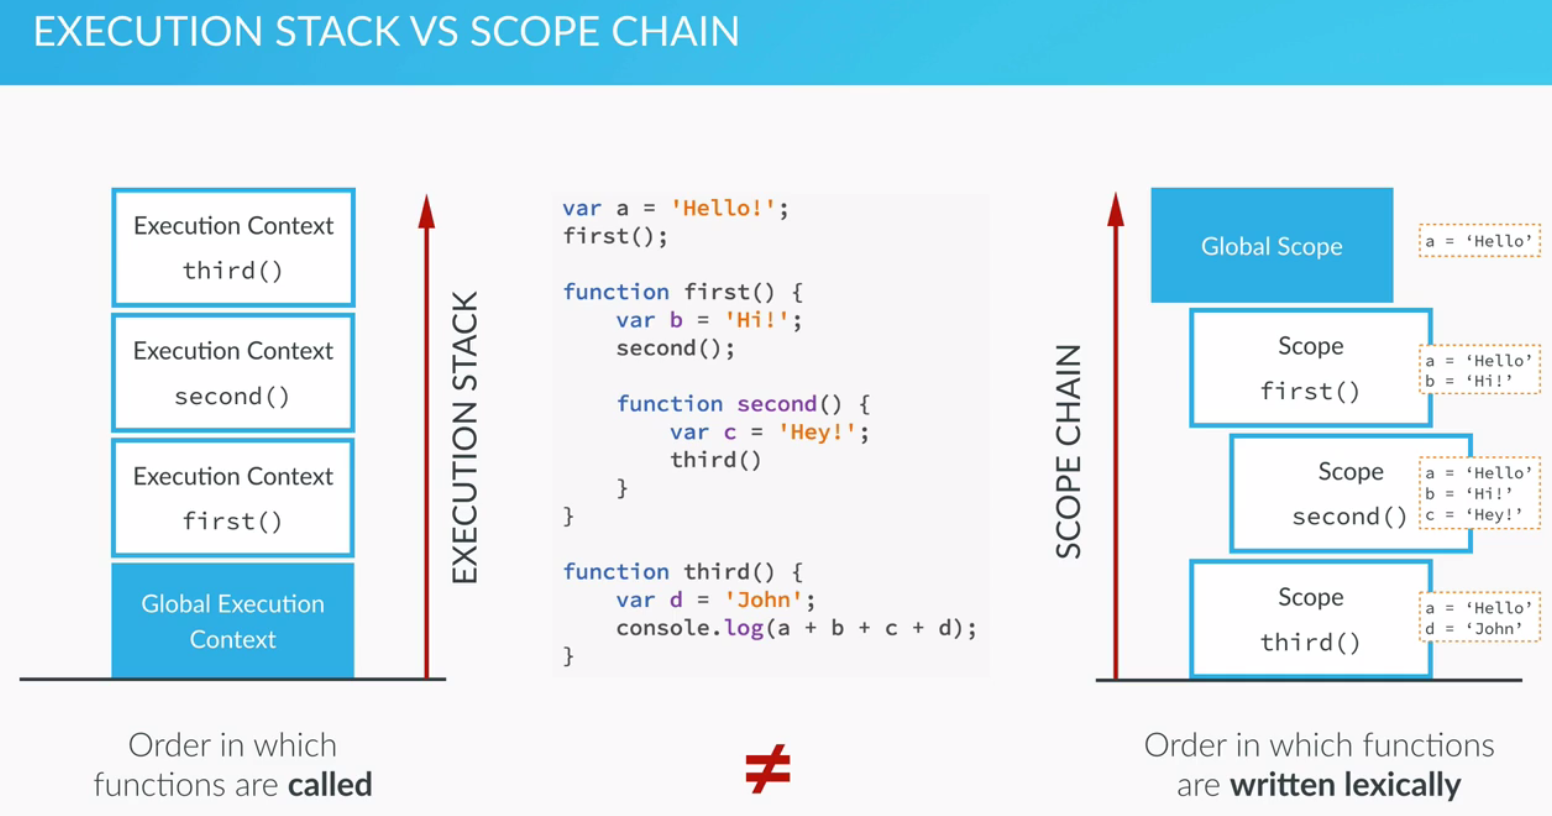 EXECUTION STACK VS SCOPE CHAIN
Execution Context
third()
Execution Context
second()
Execution Context
first()
Global Execution
Context
EXECUTION STACK
Order in which
functions are called
var a = 'Hello!';
first();
function first() {
    var b = 'Hi!';
    second();
    function second() {
        var c = 'Hey!';
        third()
    }
}
function third() {
    var d = 'John';
    console.log(a + b + c + d);
}
≠
SCOPE CHAIN
Global Scope
a = ‘Hello’
Scope
first()
a = ‘Hello’
b = ‘Hi!’
Scope
second()
a = ‘Hello’
b = ‘Hi!’
c = ‘Hey!’
Scope
third()
a = ‘Hello’
d = ‘John’
Order in which functions
are written lexically